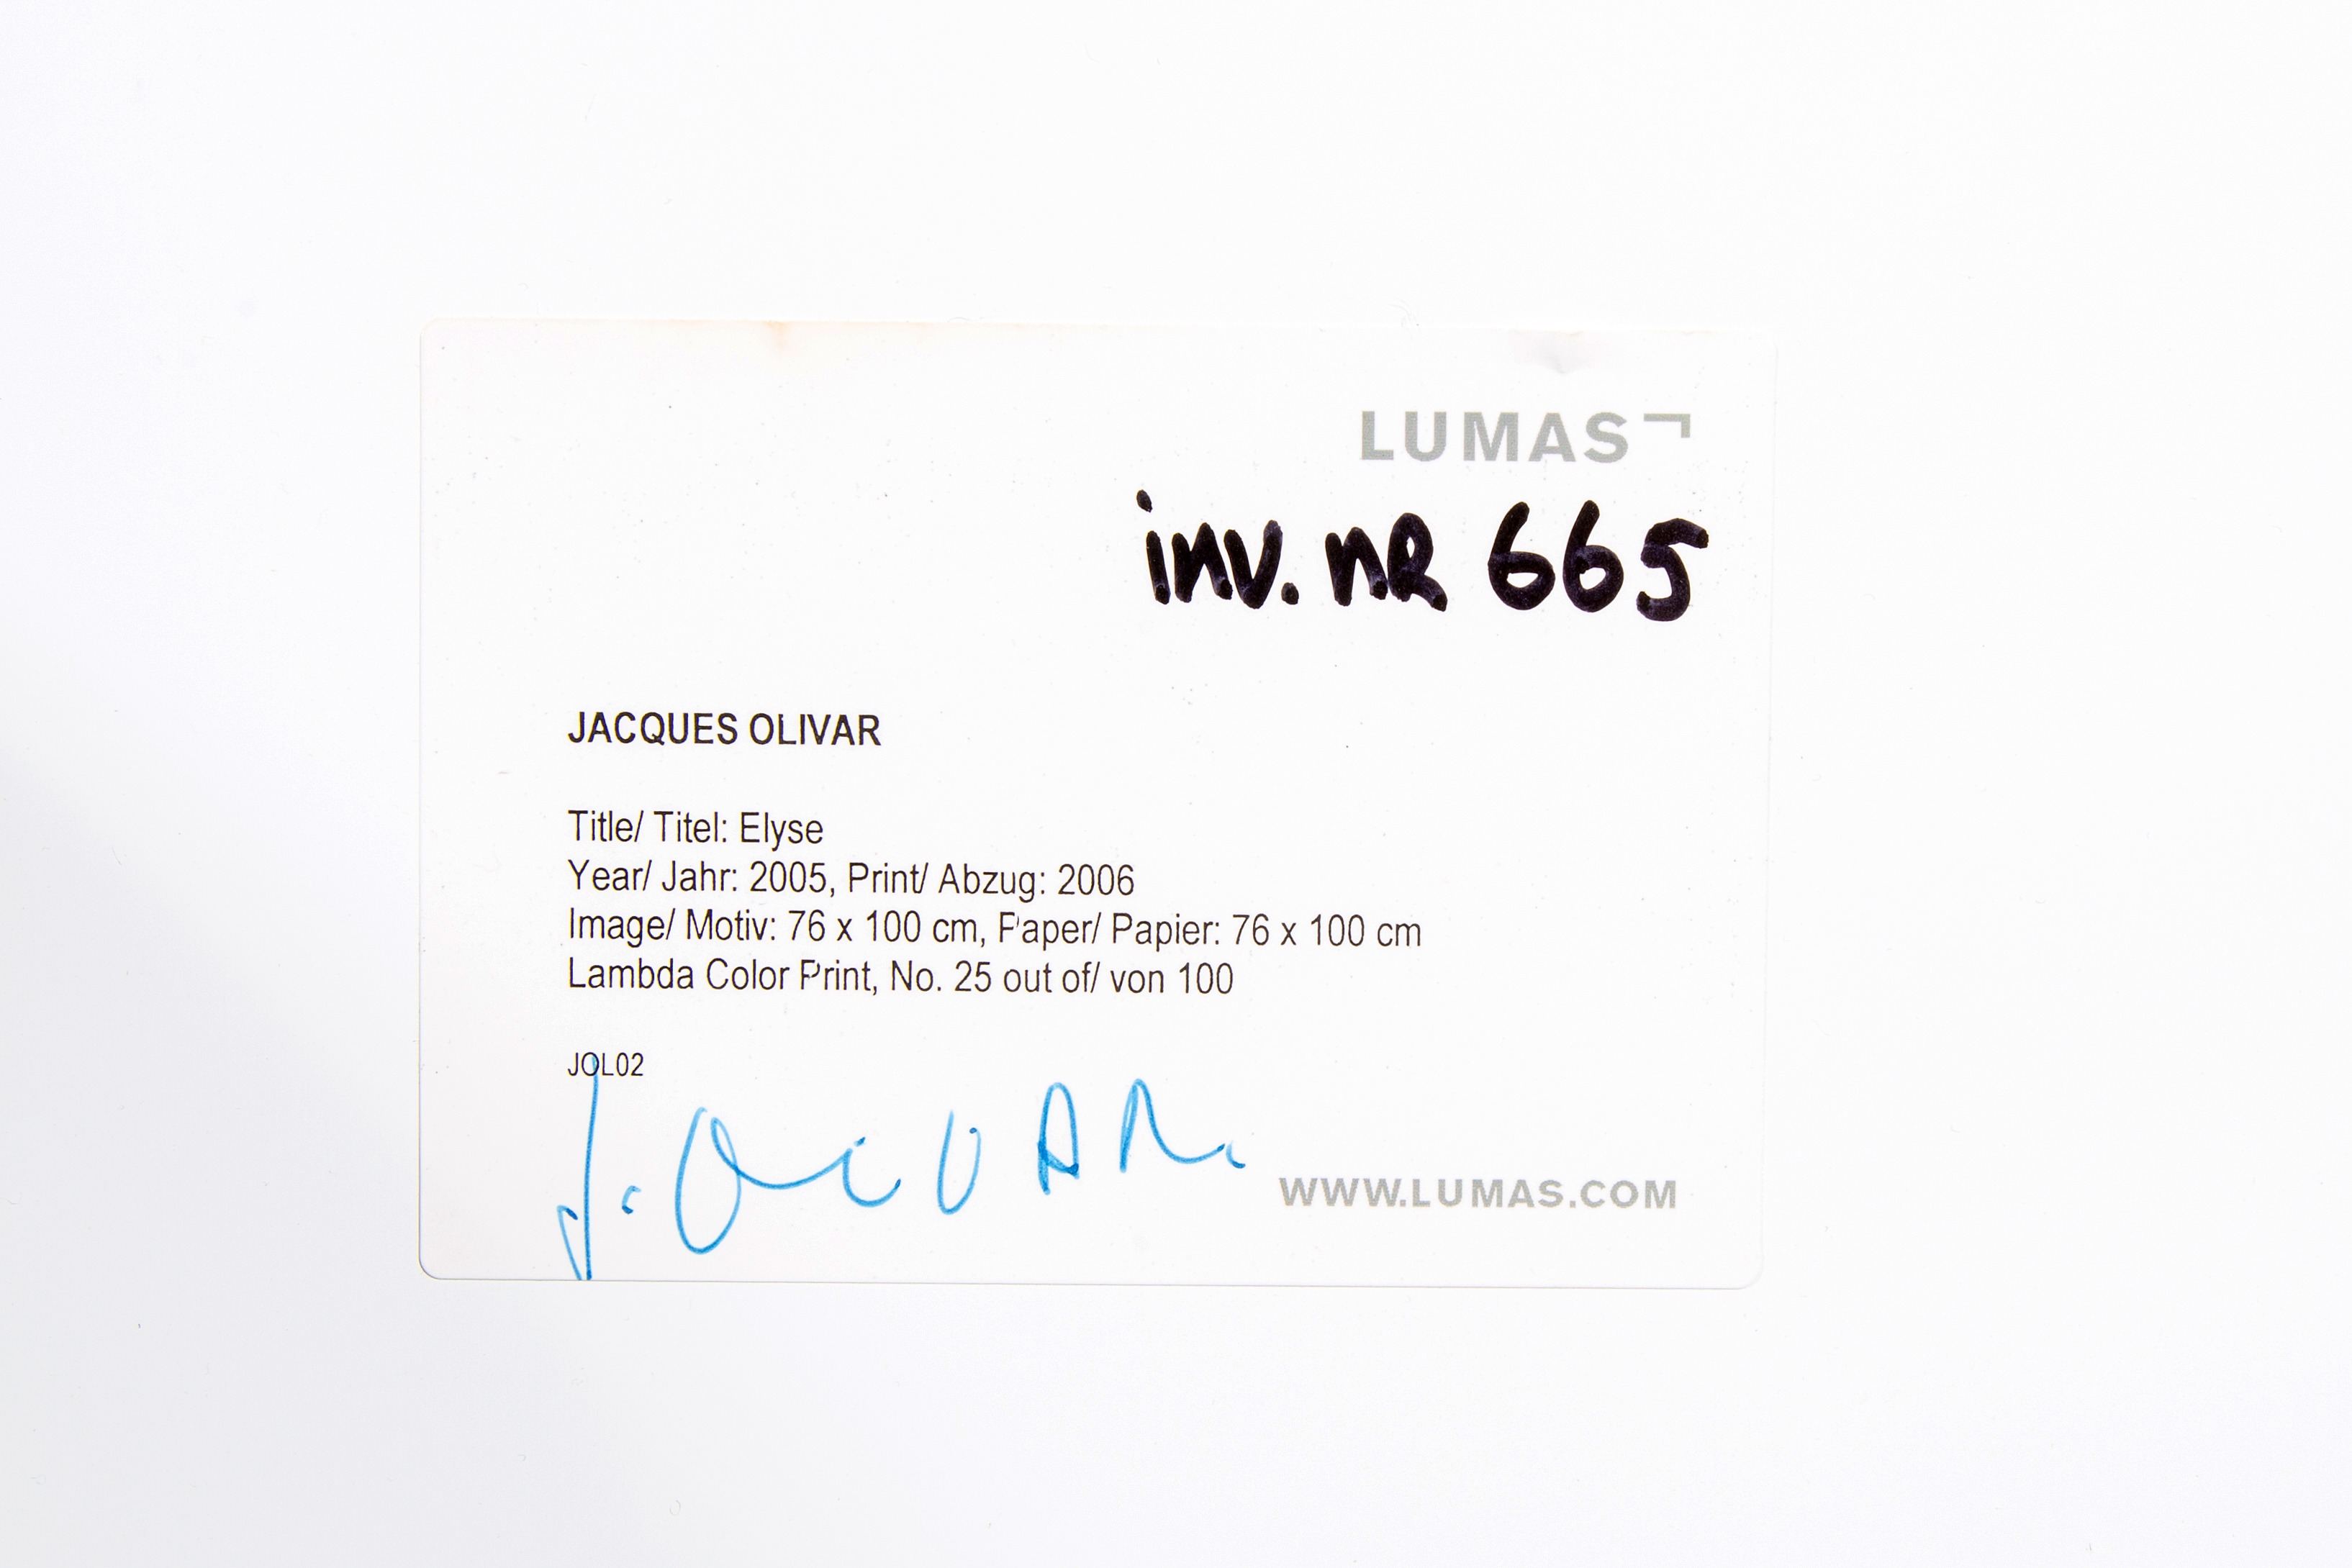 LUMAS
inv. nR 665
JACQUES OLIVAR
Title/ Titel: Elyse
Year/ Jahr: 2005, Print/ Abzug: 2006
Image/ Motiv: 76 x 100 cm, Paper/ Papier: 76 x 100 cm
Lambda Color Print, No. 25 out of/ von 100
JOL02
J. OLIVAR
WWW.LUMAS.COM